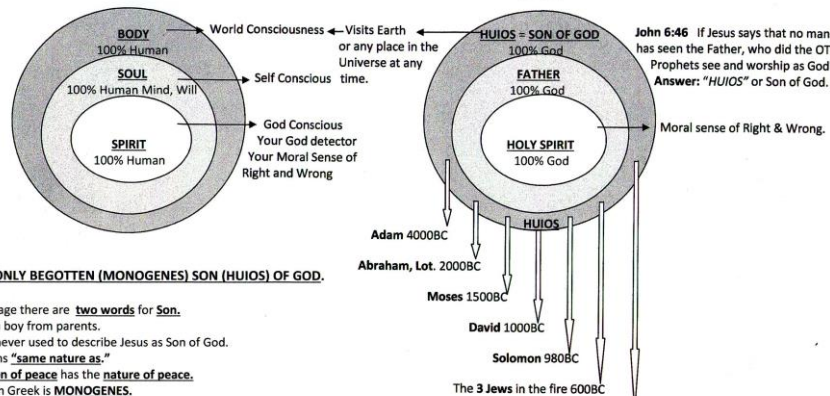 BODY
100% Human
SOUL
100% Human Mind, Will
SPIRIT
100% Human
World Consciousness
Self Conscious
God Conscious
Your God detector
Your Moral Sense of
Right and Wrong
Visits Earth
or any place in the
Universe at any
time.
HUIOS = SON OF GOD
100% God
FATHER
100% God
HOLY SPIRIT
100% God
HUIOS
John 6:46 If Jesus says that no man
has seen the Father, who did the OT
Prophets see and worship as God
Answer: "HUIOS" or Son of God.
Moral sense of Right & Wrong.
Adam 4000BC
Abraham, Lot. 2000BC
Moses 1500BC
David 1000BC
Solomon 980BC
The 3 Jews in the fire 600BC
ONLY BEGOTTEN (MONOGENES) SON (HUIOS) OF GOD.
age there are two words for Son.
boy from parents.
never used to describe Jesus as Son of God.
ns "same nature as."
n of peace has the nature of peace.
n Greek is MONOGENES.